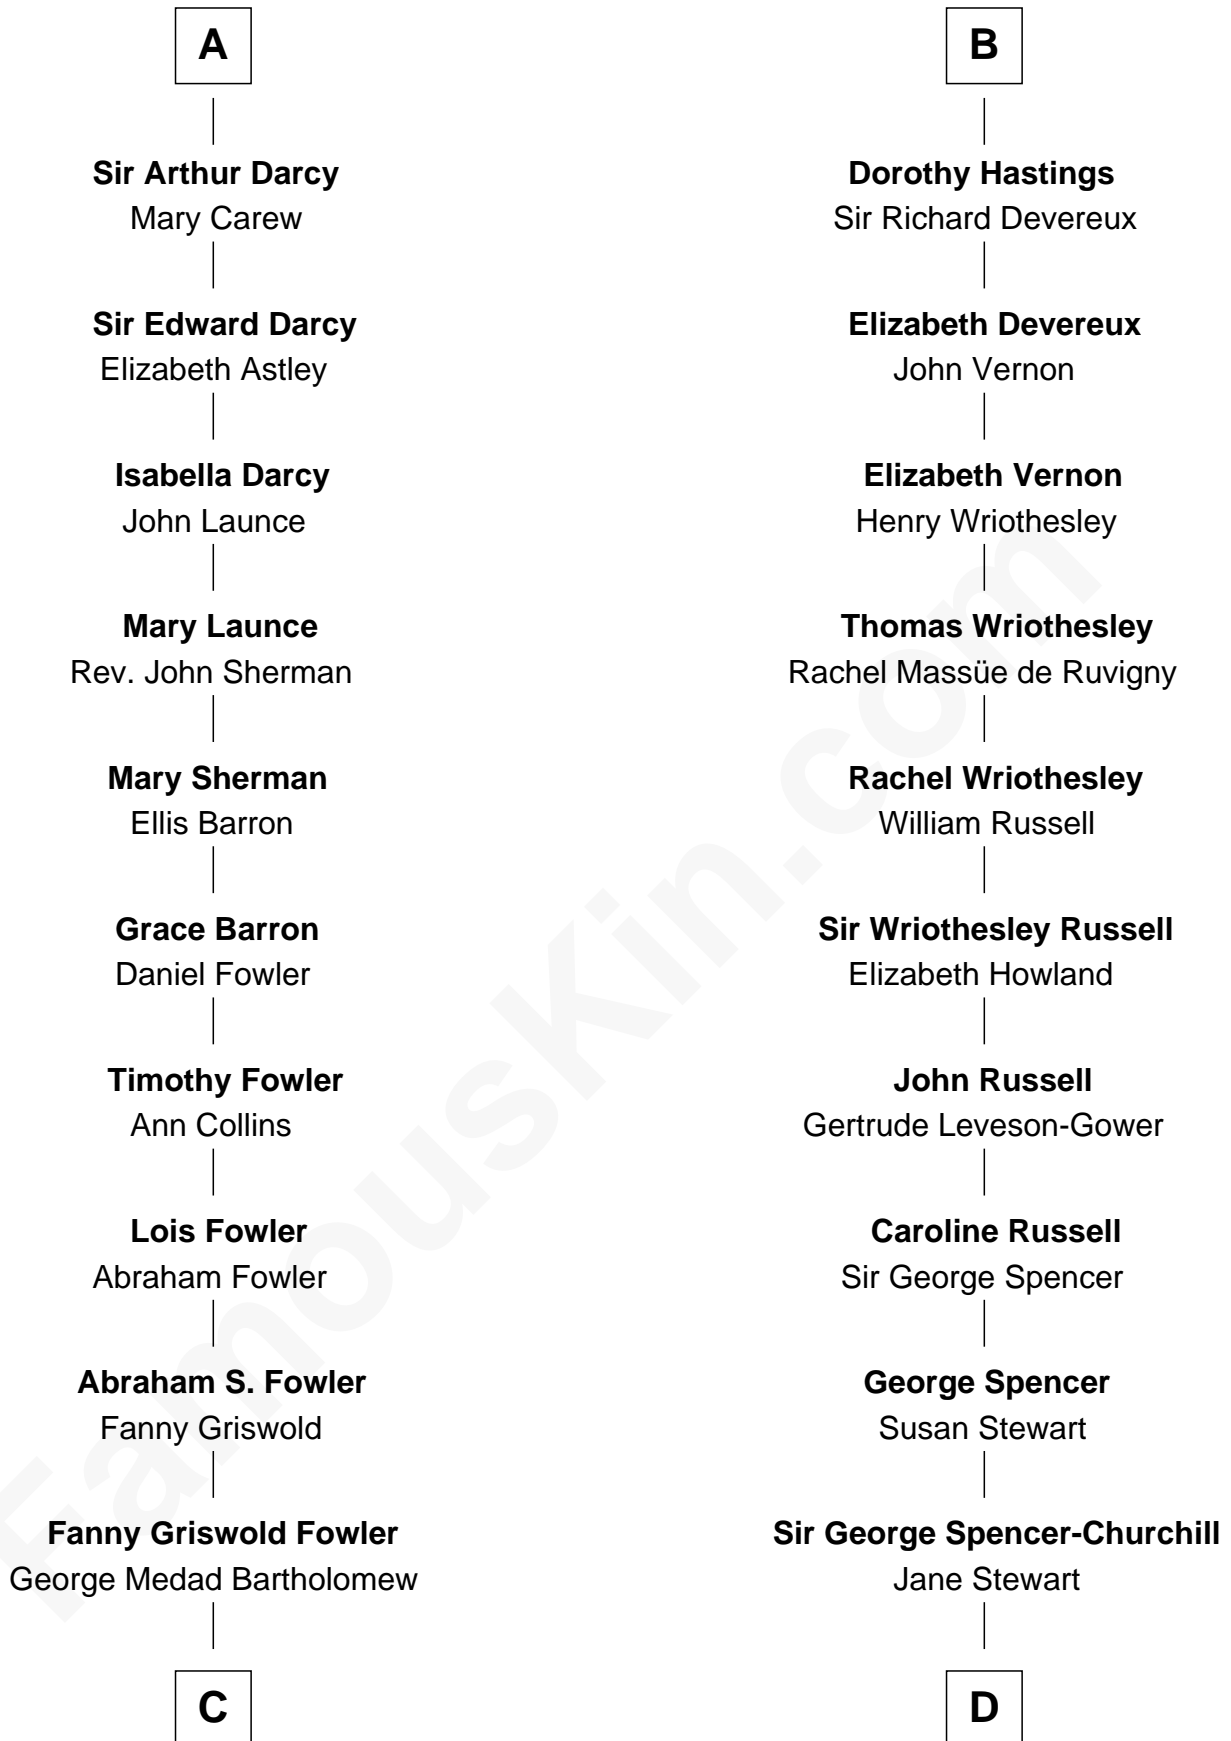 A
Sir Arthur Darcy
Mary Carew
Sir Edward Darcy
Elizabeth Astley
Isabella Darcy
John Launce
Mary Launce
Rev. John Sherman
Mary Sherman
Ellis Barron
Grace Barron
Daniel Fowler
Timothy Fowler
Ann Collins
Lois Fowler
Abraham Fowler
Abraham S. Fowler
Fanny Griswold
Fanny Griswold Fowler
George Medad Bartholomew
C
B
Dorothy Hastings
Sir Richard Devereux
Elizabeth Devereux
John Vernon
Elizabeth Vernon
Henry Wriothesley
Thomas Wriothesley
Rachel Massüe de Ruvigny
Rachel Wriothesley
William Russell
Sir Wriothesley Russell
Elizabeth Howland
John Russell
Gertrude Leveson-Gower
Caroline Russell
Sir George Spencer
George Spencer
Susan Stewart
Sir George Spencer-Churchill
Jane Stewart
D
FamousKin.com